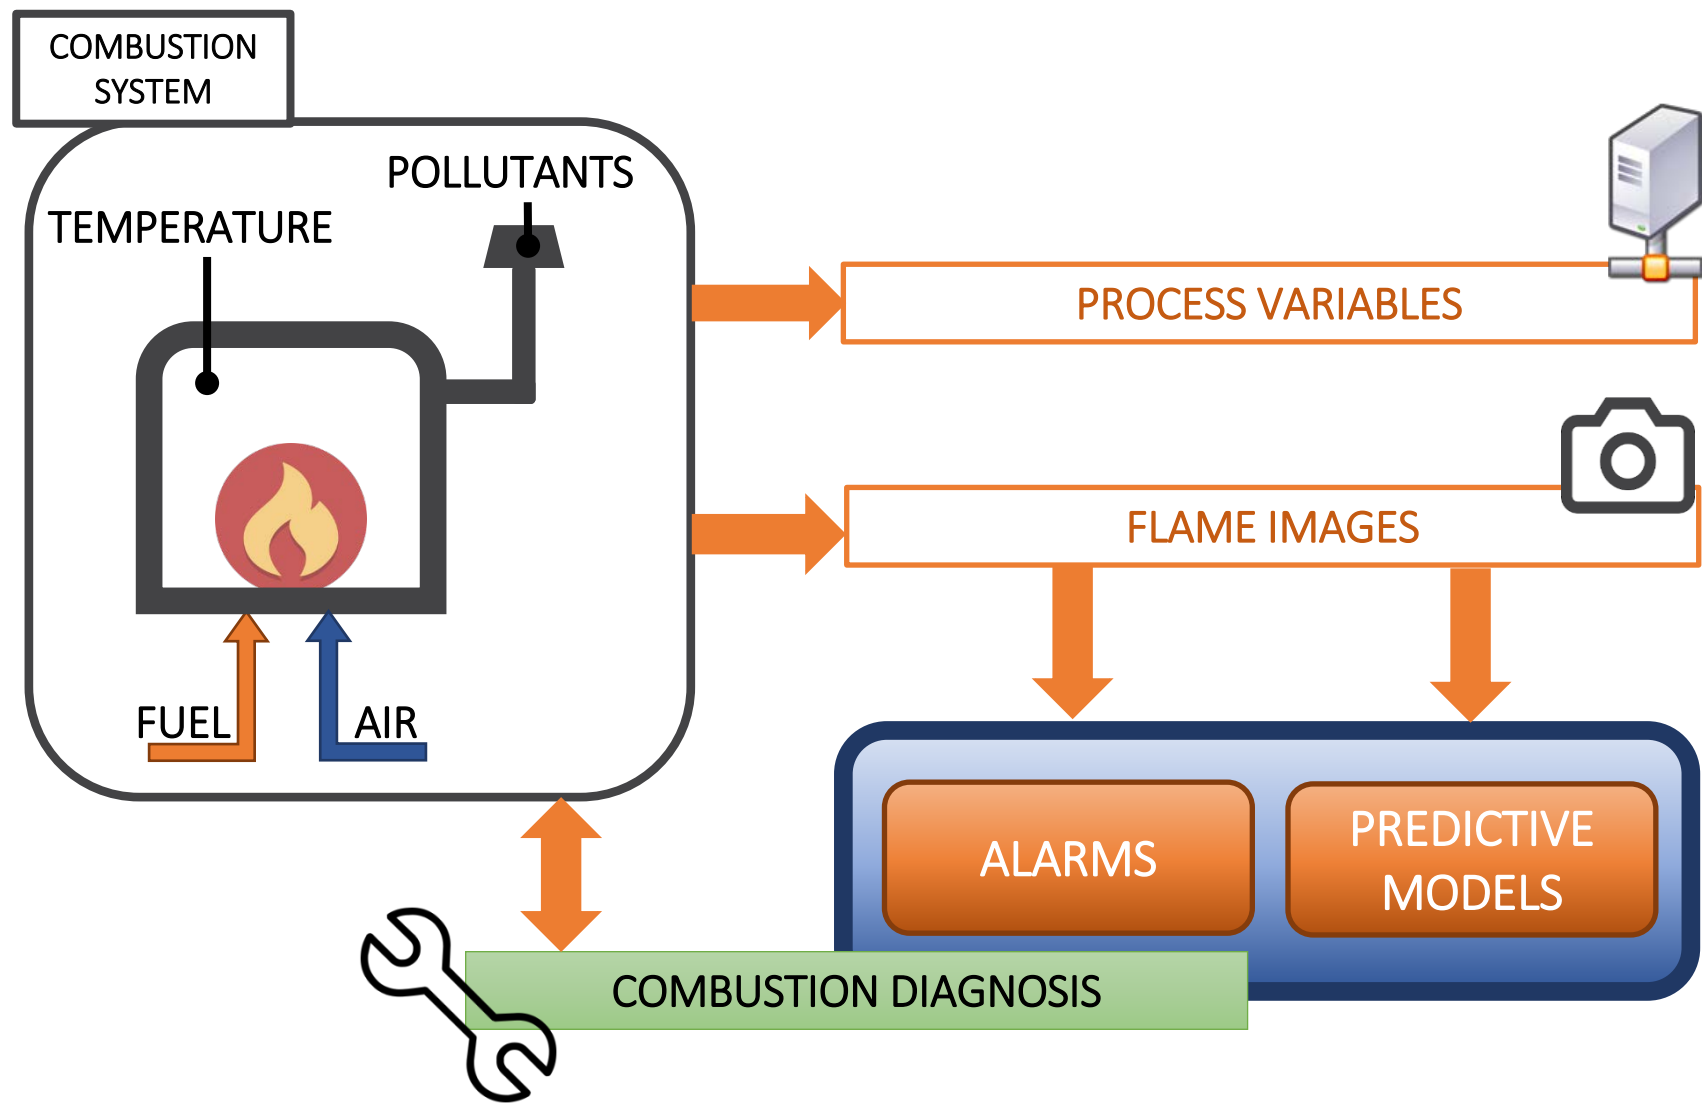 COMBUSTION
SYSTEM
POLLUTANTS
TEMPERATURE
FUEL
AIR
PROCESS VARIABLES
FLAME IMAGES
ALARMS
PREDICTIVE
MODELS
COMBUSTION DIAGNOSIS